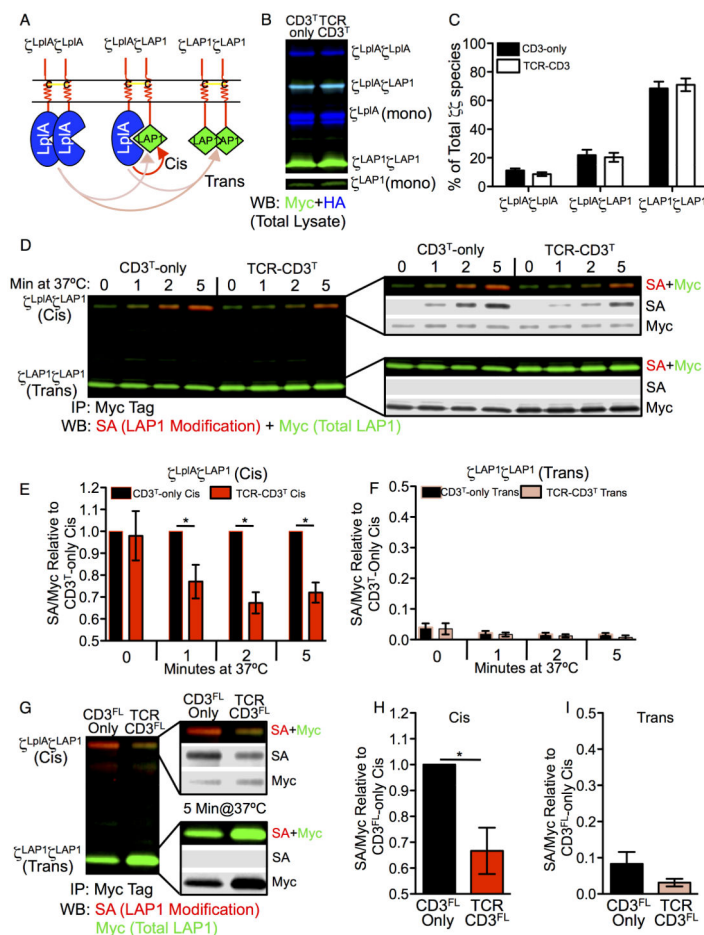 A
ζLplAζLplA ζLplAζLAP1 ζLAP1ζLAP1
C C C C C C
LplA LplA LplA LAP1 LAP1 LAP1
Cis
Trans
B
CD3T only TCR CD3T
ζLplAζLplA
ζLplAζLAP1
ζLplA (mono)
ζLAP1ζLAP1
ζLAP1 (mono)
WB: Myc+HA
(Total Lysate)
C
CD3-only
TCR-CD3
% of Total ζζ species
100
80
60
40
20
0
ζLplAζLplA ζLplAζLAP1 ζLAP1ζLAP1
D
CD3T-only TCR-CD3T
Min at 37ºC 0 1 2 5 0 1 2 5
ζLplAζLAP1
(Cis)
ζLAP1ζLAP1
(Trans)
IP: Myc Tag
WB: SA (LAP1 Modification) + Myc (Total LAP1)
CD3T-only TCR-CD3T
0 1 2 5 0 1 2 5
SA+Myc
SA
Myc
SA+Myc
SA
Myc
E
ζLplAζLAP1 (Cis)
CD3T-only Cis TCR-CD3T Cis
SA/Myc Relative to
CD3T-only Cis
1.0
0.9
0.8
0.7
0.6
0.5
* * *
0 1 2 5
Minutes at 37ºC
F
ζLAP1ζLAP1 (Trans)
CD3T-only Trans TCR-CD3T Trans
SA/Myc Relative to
CD3T-only Cis
0.5
0.4
0.3
0.2
0.1
0.0
0 1 2 5
Minutes at 37ºC
G
CD3FL Only TCR CD3FL
ζLplAζLAP1
(Cis)
ζLAP1ζLAP1
(Trans)
IP: Myc Tag
WB: SA (LAP1 Modification)
Myc (Total LAP1)
CD3FL Only TCR CD3FL
SA+Myc
SA
Myc
5 Min@37ºC
SA+Myc
SA
Myc
H
Cis
SA/Myc Relative to
CD3FL-only Cis
1.0
0.9
0.8
0.7
0.6
0.5
*
CD3FL Only TCR CD3FL
I
Trans
SA/Myc Relative to
CD3FL-only Cis
0.5
0.4
0.3
0.2
0.1
0.0
CD3FL Only TCR CD3FL